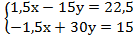 1,5x − 15y = 22,5
−1,5x + 30y = 15